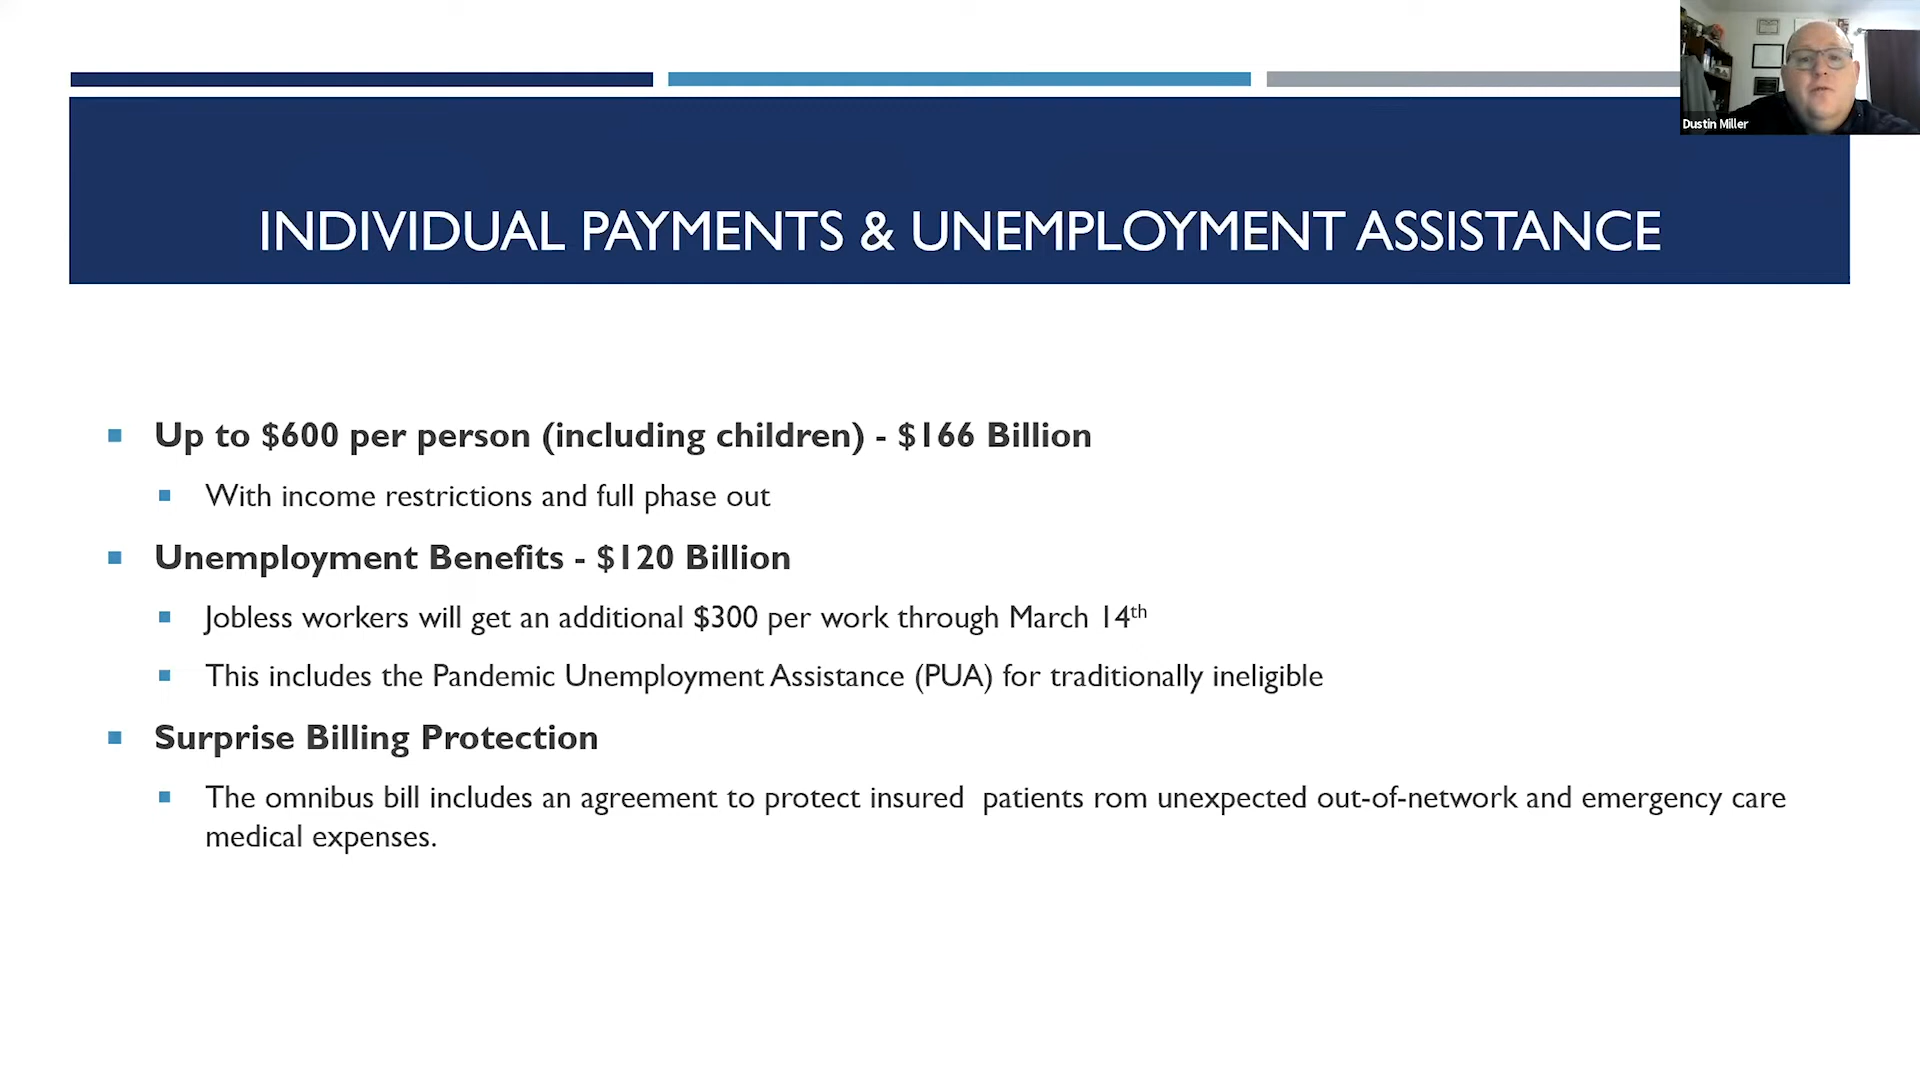 Dustin Miller
INDIVIDUAL PAYMENTS & UNEMPLOYMENT ASSISTANCE
Up to $600 per person (including children) - $166 Billion
With income restrictions and full phase out
Unemployment Benefits - $120 Billion
Jobless workers will get an additional $300 per work through March 14th
This includes the Pandemic Unemployment Assistance (PUA) for traditionally ineligible
Surprise Billing Protection
The omnibus bill includes an agreement to protect insured  patients rom unexpected out-of-network and emergency care
medical expenses.